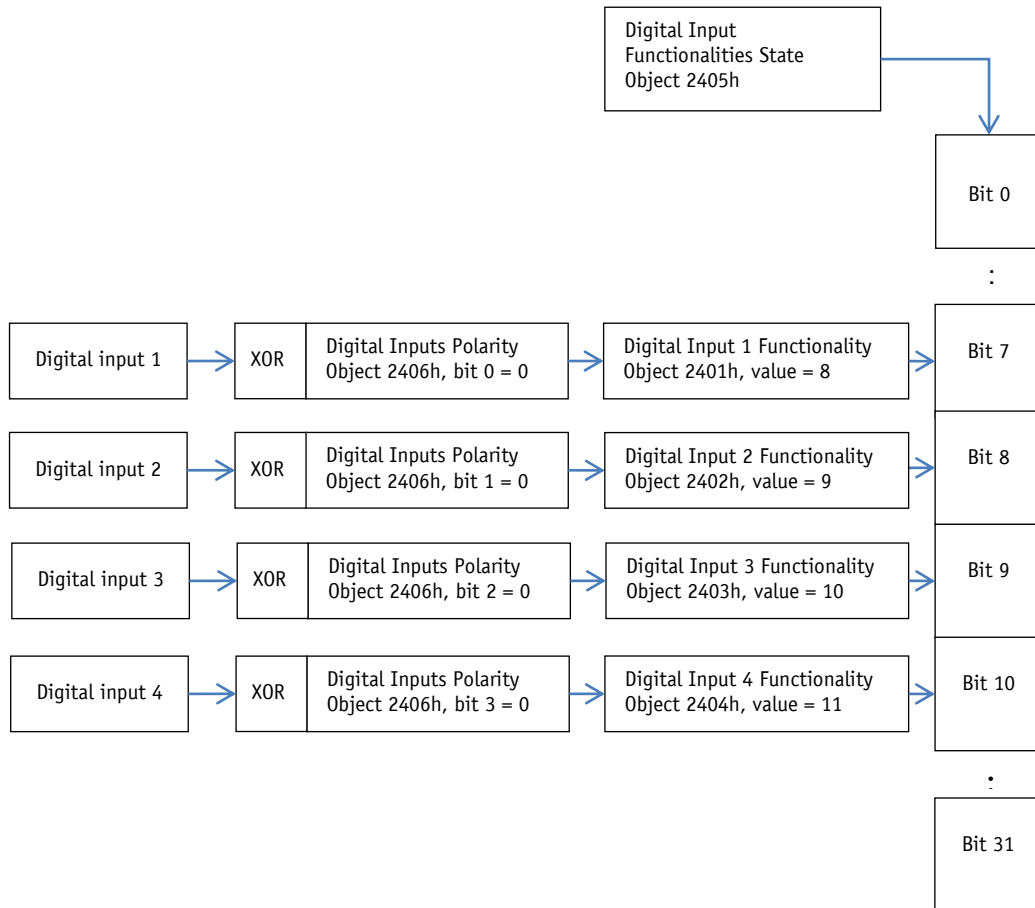 Digital Input
Functionalities State
Object 2405h
Bit 0
:
Digital input 1
XOR
Digital Inputs Polarity
Object 2406h, bit 0 = 0
Digital Input 1 Functionality
Object 2401h, value = 8
Bit 7
Digital input 2
XOR
Digital Inputs Polarity
Object 2406h, bit 1 = 0
Digital Input 2 Functionality
Object 2402h, value = 9
Bit 8
Digital input 3
XOR
Digital Inputs Polarity
Object 2406h, bit 2 = 0
Digital Input 3 Functionality
Object 2403h, value = 10
Bit 9
Digital input 4
XOR
Digital Inputs Polarity
Object 2406h, bit 3 = 0
Digital Input 4 Functionality
Object 2404h, value = 11
Bit 10
:
Bit 31